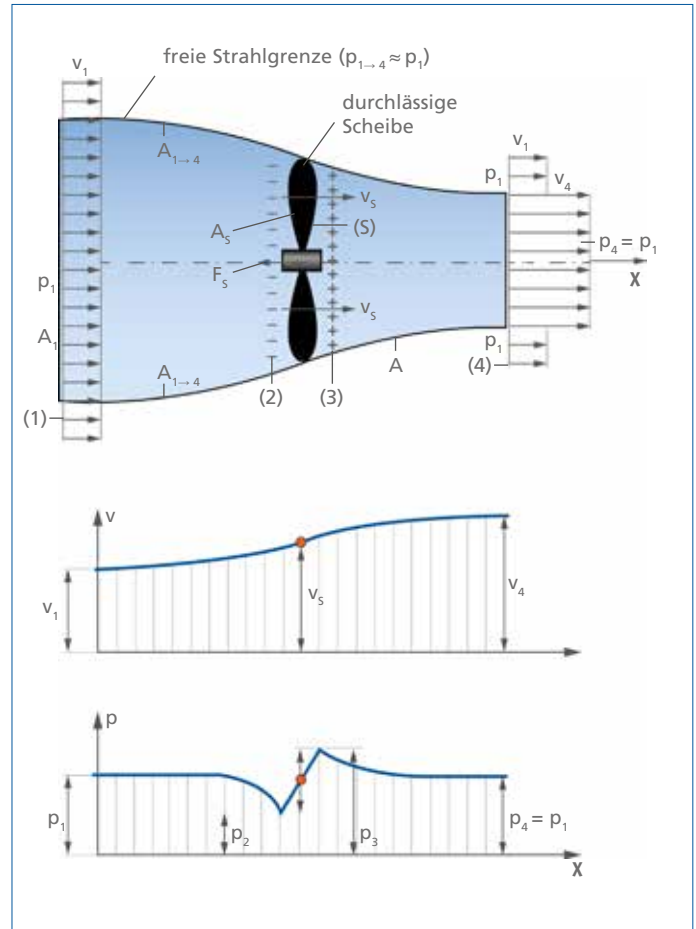 v₁
freie Strahlgrenze (p₁→₄ ≈ p₁)
durchlässige
Scheibe
A₁→₄
v₁
p₁
v₄
vₛ
Aₛ
(S)
p₄ = p₁
Fₛ
X
p₁
vₛ
A₁
p₁
A₁→₄
A
(4)
(1)
(2)
(3)
v
v₁
vₛ
v₄
p
p₁
p₂
p₃
p₄ = p₁
X